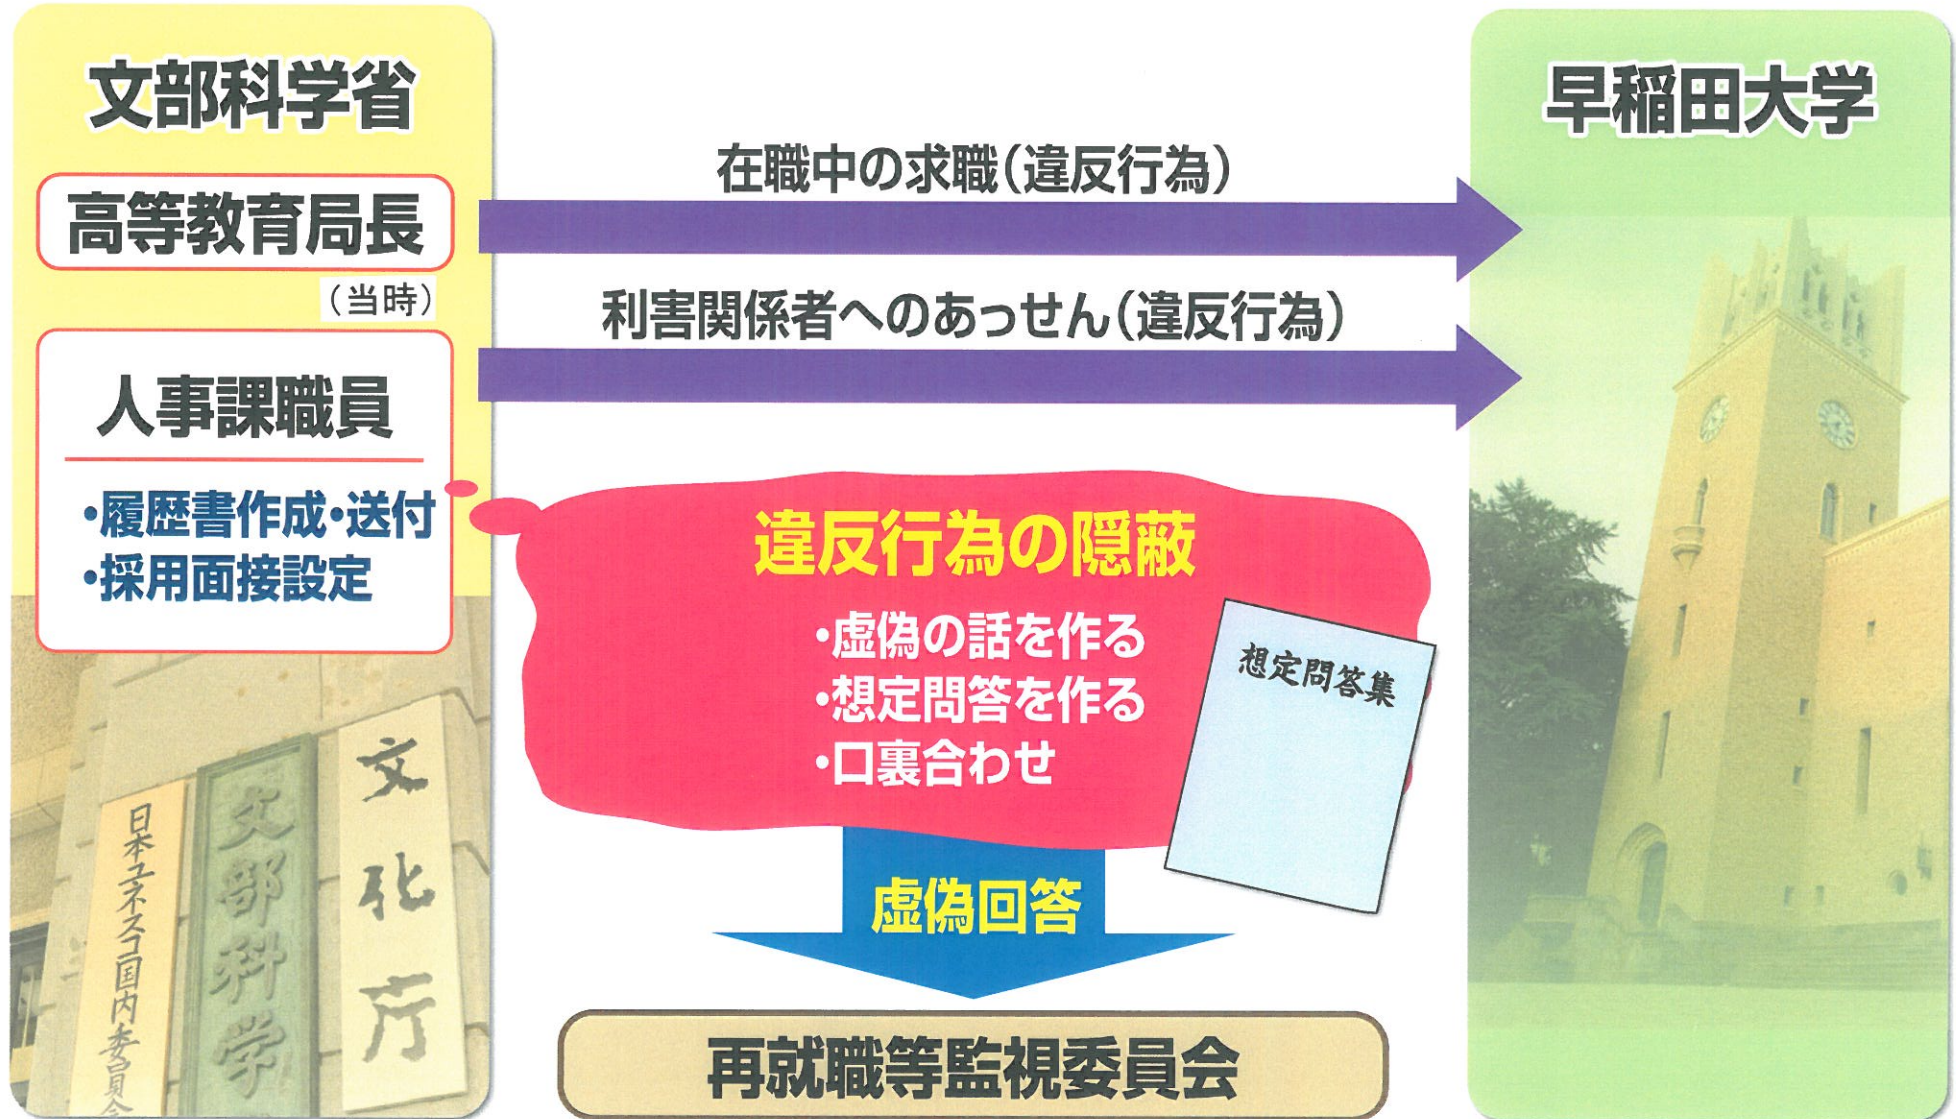 文部科学省
高等教育局長
(当時)
人事課職員
・履歴書作成・送付
・採用面接設定
日本ユネスコ国内委員会
文部科学
文化庁
在職中の求職(違反行為)
利害関係者へのあっせん(違反行為)
違反行為の隠蔽
・虚偽の話を作る
・想定問答を作る
・口裏合わせ
想定問答集
虚偽回答
再就職等監視委員会
早稲田大学